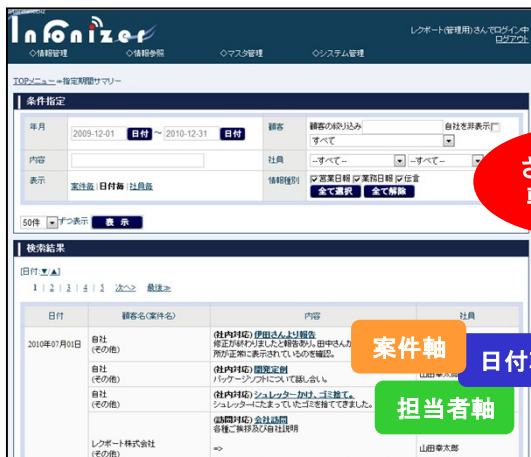 Infonizer
レクポート(管理用)さんでログイン中
ログアウト
◇情報管理 ◇情報参照 ◇マスタ管理 ◇システム管理
TOPメニュー⇒指定期間サマリー
条件指定
年月 2009-12-01 日付 ～ 2010-12-31 日付 顧客 顧客の絞り込み 自社を非表示
すべて
内容 社員 --すべて-- --すべて--
表示 案件毎 | 日付毎 | 社員毎 情報種別 営業日報 業務日報 伝言
全て選択 全て解除
50件 ずつ表示 表示
検索結果
[日付:▼/▲]
1 | 2 | 3 | 4 | 5 次へ> 最後≫
日付 顧客名(案件名) 内容 社員
2010年07月01日 自社
(その他)
(社内対応) 伊田さんより報告
修正が終わりましたと報告あり。田中さん
所が正常に表示されているのを確認。
自社
(その他)
(社内対応) 開発定例
パッケージソフトについて話し合い。
自社
(その他)
(社内対応) シュレッターかけ、ゴミ捨て。
シュレッターにたまっていたゴミを捨ててきました。
レクポート株式会社
(その他)
(訪問対応) 会社訪問
各種ご挨拶及び自社説明
=>
山田幸太郎
案件軸
日付
担当者軸